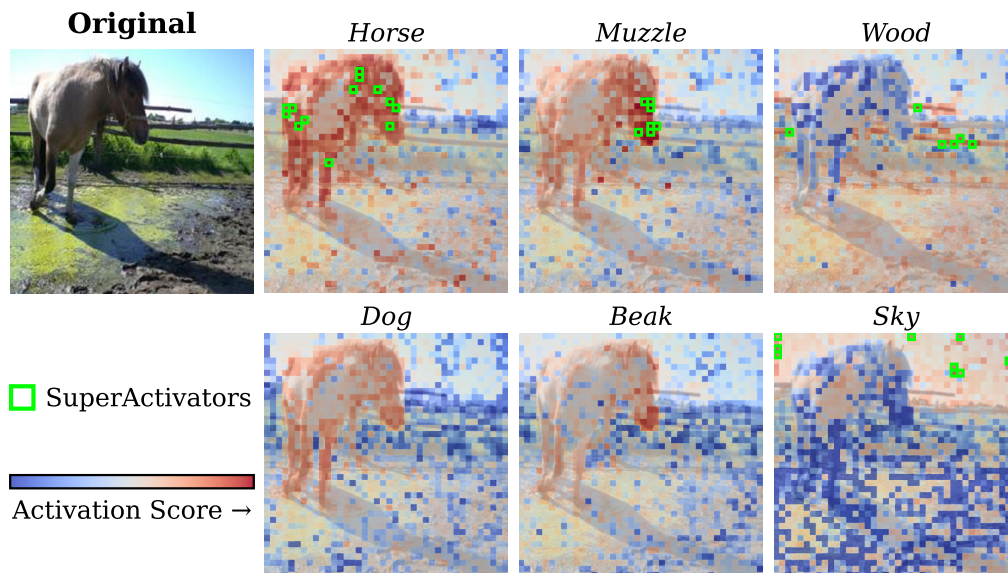 Original
Horse
Muzzle
Wood
Dog
Beak
Sky
SuperActivators
Activation Score →